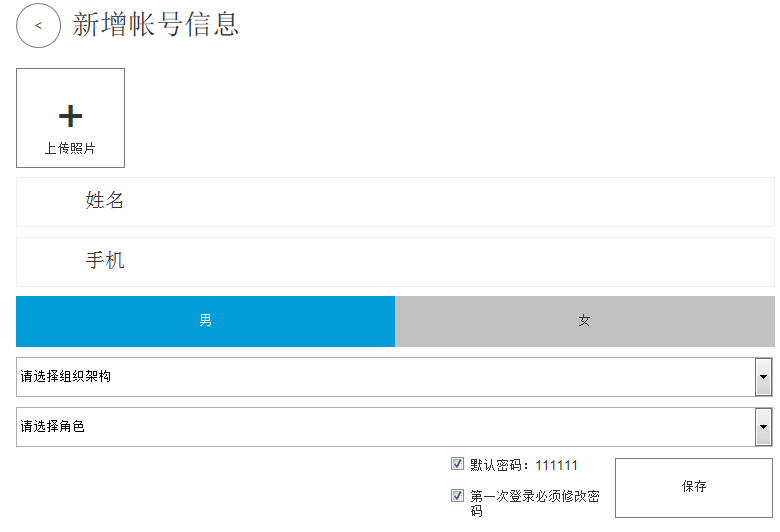 <
新增帐号信息
+
上传照片
姓名
手机
男
女
请选择组织架构
请选择角色
默认密码：111111
第一次登录必须修改密
码
保存